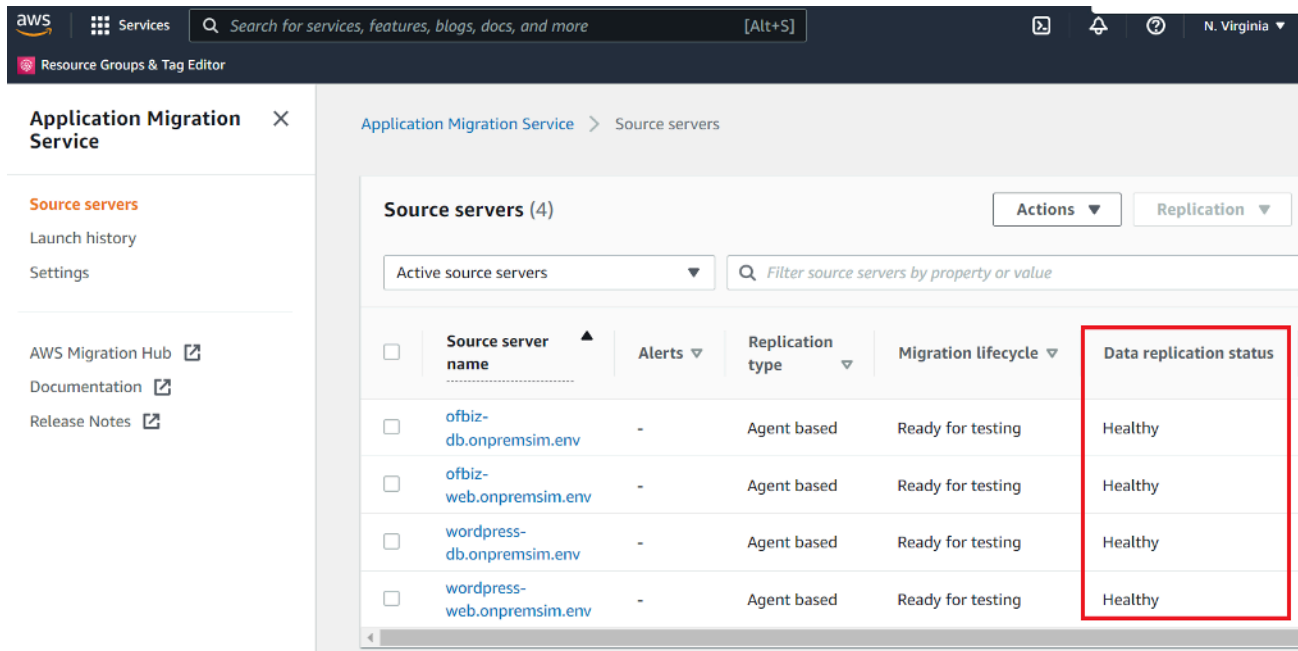 aws
Services
Search for services, features, blogs, docs, and more
[Alt+S]
N. Virginia
Resource Groups & Tag Editor
Application Migration
Service
Source servers
Launch history
Settings
AWS Migration Hub
Documentation
Release Notes
Application Migration Service
Source servers
Source servers (4)
Actions
Replication
Active source servers
Filter source servers by property or value
Source server
name
Alerts
Replication
type
Migration lifecycle
Data replication status
ofbiz-
db.onpremsim.env
-
Agent based
Ready for testing
Healthy
ofbiz-
web.onpremsim.env
-
Agent based
Ready for testing
Healthy
wordpress-
db.onpremsim.env
-
Agent based
Ready for testing
Healthy
wordpress-
web.onpremsim.env
-
Agent based
Ready for testing
Healthy